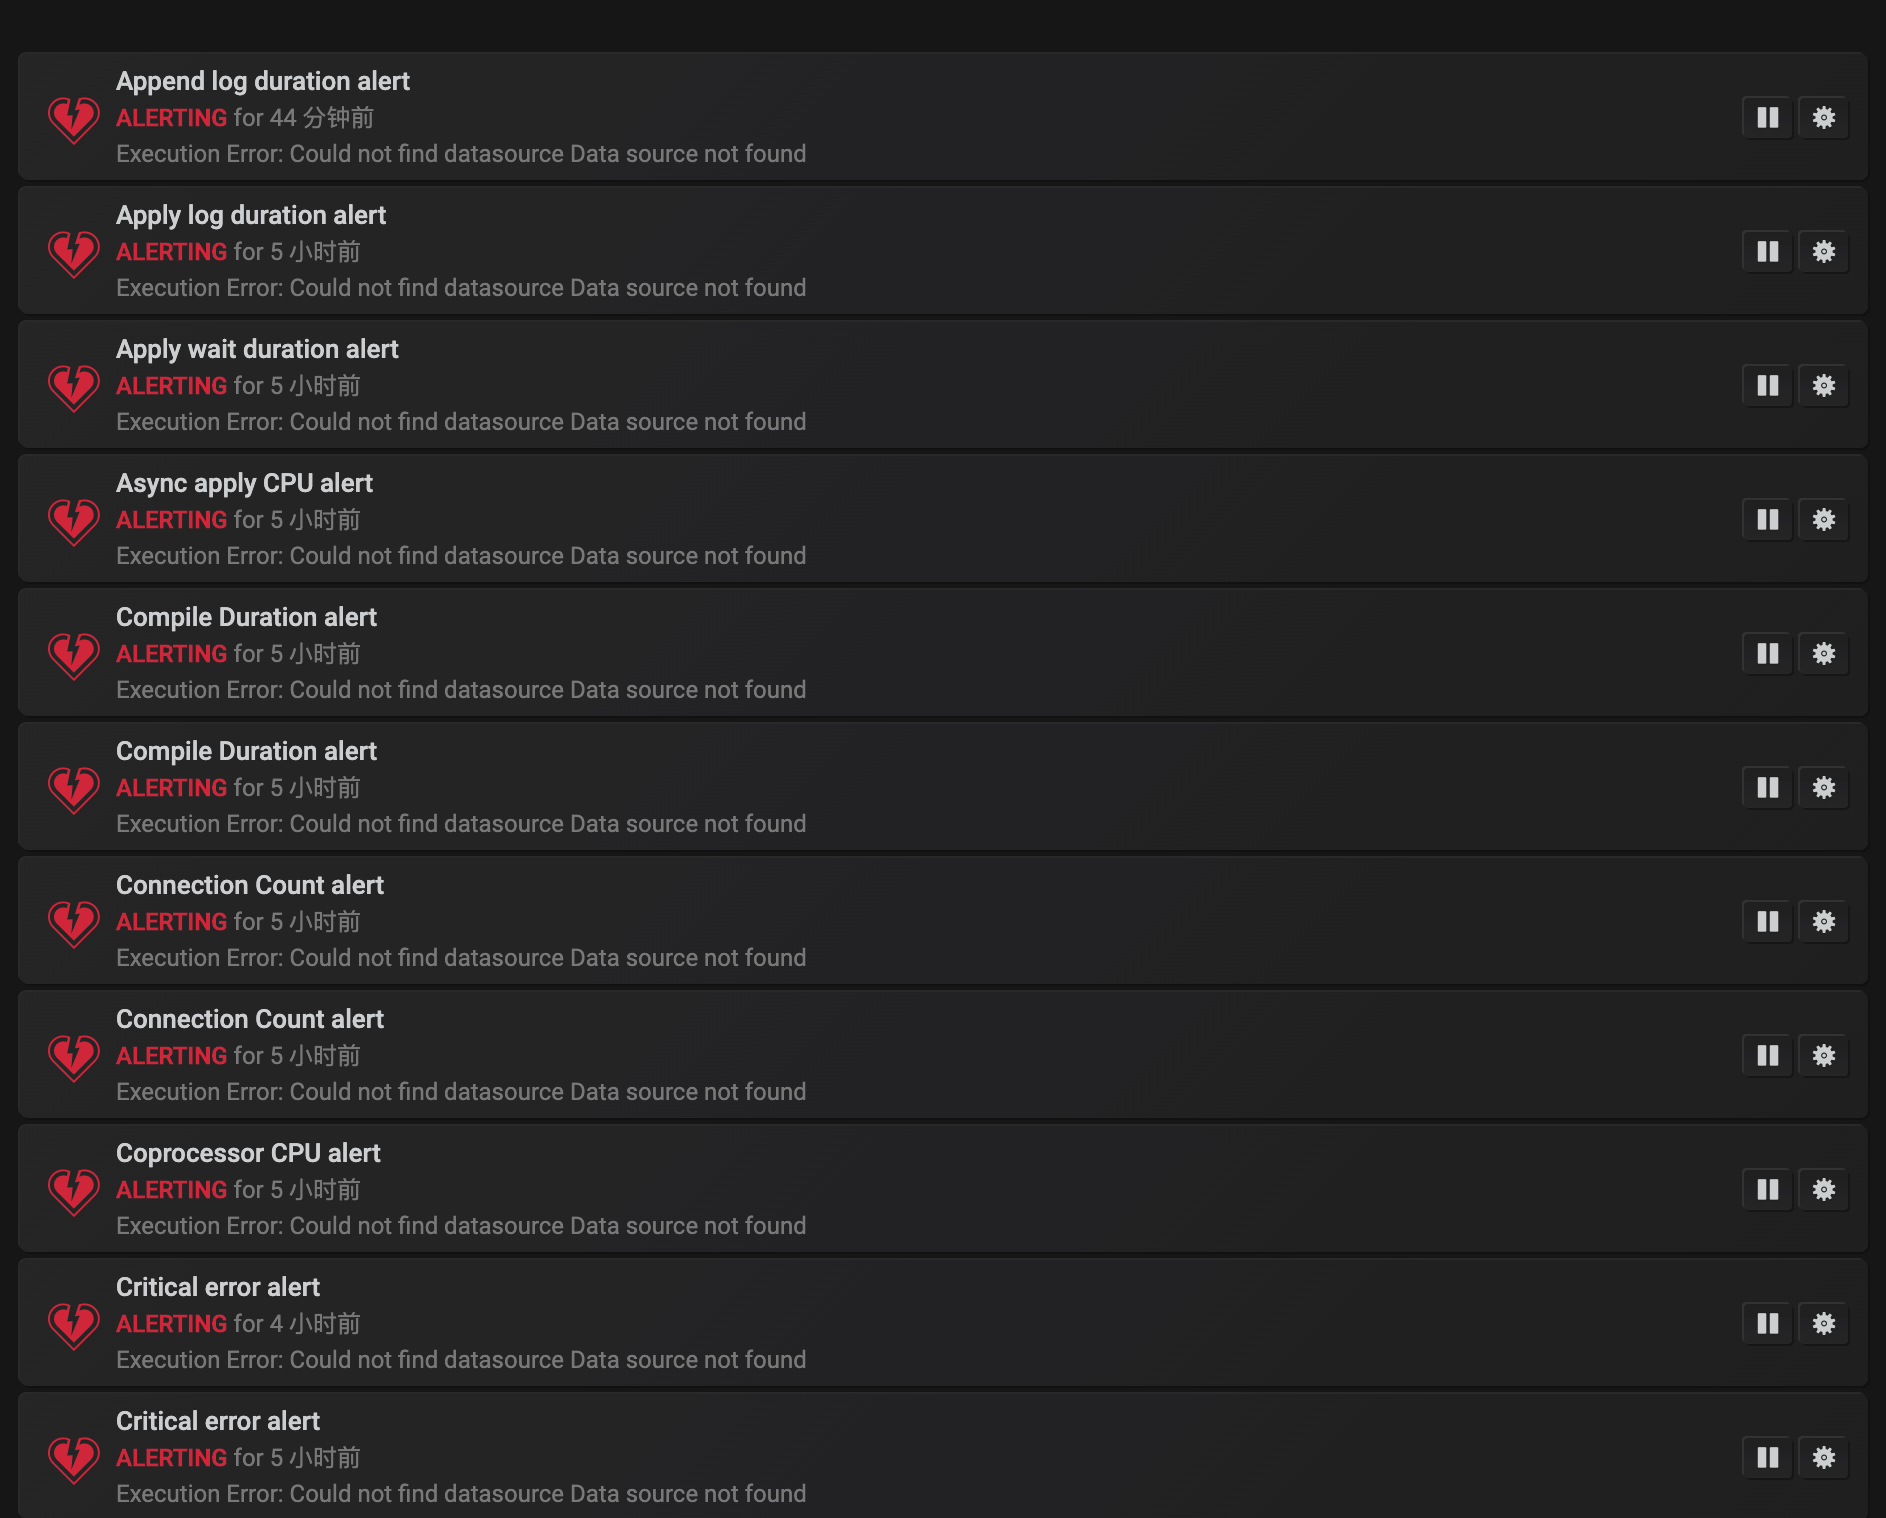 Append log duration alert
ALERTING for 44 分钟前
Execution Error: Could not find datasource Data source not found
Apply log duration alert
ALERTING for 5 小时前
Execution Error: Could not find datasource Data source not found
Apply wait duration alert
ALERTING for 5 小时前
Execution Error: Could not find datasource Data source not found
Async apply CPU alert
ALERTING for 5 小时前
Execution Error: Could not find datasource Data source not found
Compile Duration alert
ALERTING for 5 小时前
Execution Error: Could not find datasource Data source not found
Compile Duration alert
ALERTING for 5 小时前
Execution Error: Could not find datasource Data source not found
Connection Count alert
ALERTING for 5 小时前
Execution Error: Could not find datasource Data source not found
Connection Count alert
ALERTING for 5 小时前
Execution Error: Could not find datasource Data source not found
Coprocessor CPU alert
ALERTING for 5 小时前
Execution Error: Could not find datasource Data source not found
Critical error alert
ALERTING for 4 小时前
Execution Error: Could not find datasource Data source not found
Critical error alert
ALERTING for 5 小时前
Execution Error: Could not find datasource Data source not found